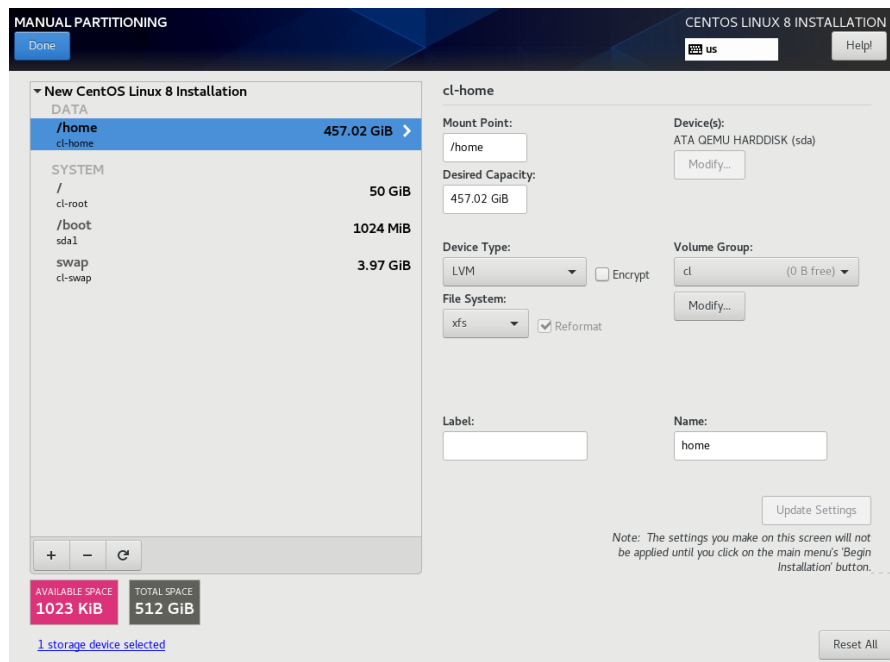 MANUAL PARTITIONING
CENTOS LINUX 8 INSTALLATION
Done
us
Help!
New CentOS Linux 8 Installation
DATA
/home
457.02 GiB
cl-home
SYSTEM
/
50 GiB
cl-root
/boot
1024 MiB
sda1
swap
3.97 GiB
cl-swap
+ −
AVAILABLE SPACE
1023 KiB
TOTAL SPACE
512 GiB
1 storage device selected
cl-home
Mount Point:
/home
Desired Capacity:
457.02 GiB
Device(s):
ATA QEMU HARDDISK (sda)
Modify...
Device Type:
LVM
Encrypt
Volume Group:
cl (0 B free)
Modify...
File System:
xfs
Reformat
Label:
Name:
home
Update Settings
Note: The settings you make on this screen will not
be applied until you click on the main menu's 'Begin
Installation' button.
Reset All